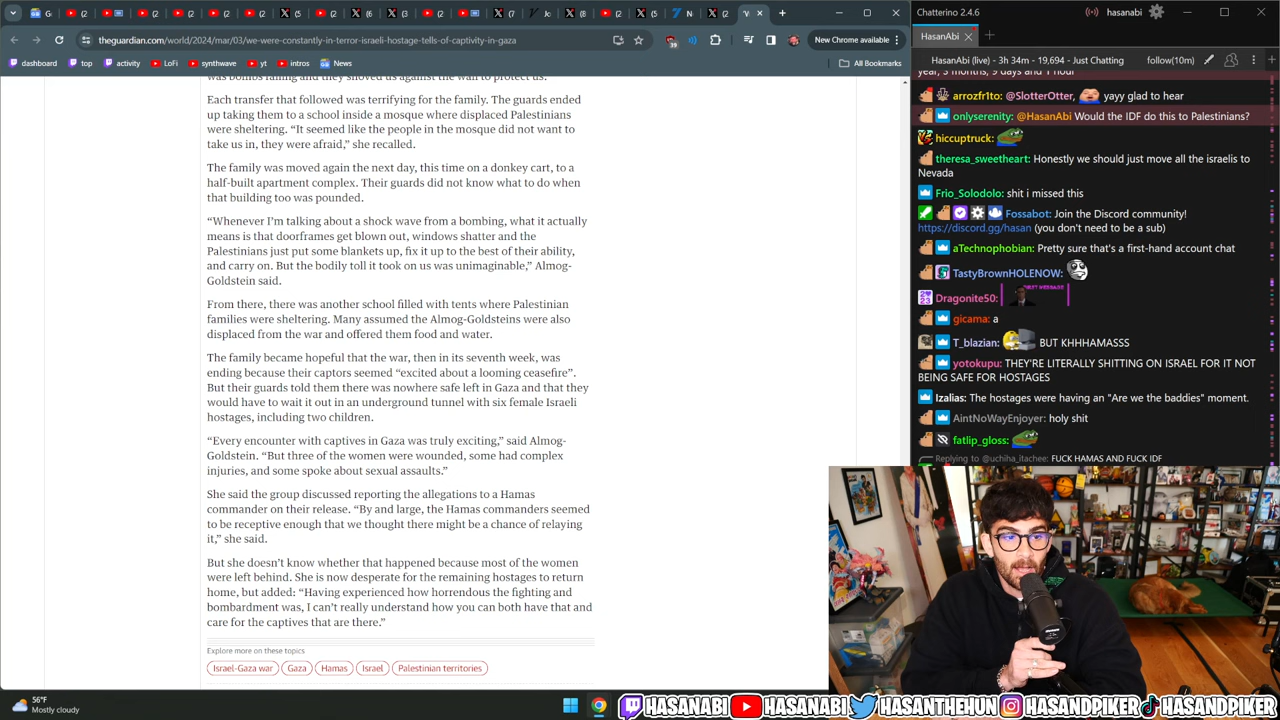 Chatterino 2.4.6
hasanabi
theguardian.com/world/2024/mar/03/we-were-constantly-in-terror-israeli-hostage-tells-of-captivity-in-gaza
New Chrome available
HasanAbi
dashboard
top
activity
LoFi
synthwave
yt
intros
News
All Bookmarks
HasanAbi (live) - 3h 34m - 19,694 - Just Chatting
follow(10m)
was bombs falling and they shoved us against the wall to protect us."
Each transfer that followed was terrifying for the family. The guards ended
up taking them to a school inside a mosque where displaced Palestinians
were sheltering. “It seemed like the people in the mosque did not want to
take us in, they were afraid,” she recalled.
The family was moved again the next day, this time on a donkey cart, to a
half-built apartment complex. Their guards did not know what to do when
that building too was pounded.
“Whenever I’m talking about a shock wave from a bombing, what it actually
means is that doorframes get blown out, windows shatter and the
Palestinians just put some blankets up, fix it up to the best of their ability,
and carry on. But the bodily toll it took on us was unimaginable,” Almog-
Goldstein said.
From there, there was another school filled with tents where Palestinian
families were sheltering. Many assumed the Almog-Goldsteins were also
displaced from the war and offered them food and water.
The family became hopeful that the war, then in its seventh week, was
ending because their captors seemed “excited about a looming ceasefire”.
But their guards told them there was nowhere safe left in Gaza and that they
would have to wait it out in an underground tunnel with six female Israeli
hostages, including two children.
“Every encounter with captives in Gaza was truly exciting,” said Almog-
Goldstein. “But three of the women were wounded, some had complex
injuries, and some spoke about sexual assaults.”
She said the group discussed reporting the allegations to a Hamas
commander on their release. “By and large, the Hamas commanders seemed
to be receptive enough that we thought there might be a chance of relaying
it,” she said.
But she doesn’t know whether that happened because most of the women
were left behind. She is now desperate for the remaining hostages to return
home, but added: “Having experienced how horrendous the fighting and
bombardment was, I can’t really understand how you can both have that and
care for the captives that are there.”
Explore more on these topics
Israel-Gaza war
Gaza
Hamas
Israel
Palestinian territories
year, 3 months, 9 days and 1 hour
arrozfr1to: @SlotterOtter, yayy glad to hear
onlyserenity: @HasanAbi Would the IDF do this to Palestinians?
hiccuptruck:
theresa_sweetheart: Honestly we should just move all the israelis to
Nevada
Frio_Solodolo: shit i missed this
Fossabot: Join the Discord community!
https://discord.gg/hasan (you don't need to be a sub)
aTechnophobian: Pretty sure that's a first-hand account chat
TastyBrownHOLENOW:
Dragonite50:
gicama: a
T_blazian: BUT KHHHAMASSS
yotokupu: THEY'RE LITERALLY SHITTING ON ISRAEL FOR IT NOT
BEING SAFE FOR HOSTAGES
Izalias: The hostages were having an "Are we the baddies" moment.
AintNoWayEnjoyer: holy shit
fatlip_gloss:
Replying to @uchiha_itachee: FUCK HAMAS AND FUCK IDF
56°F
Mostly cloudy
HASANABI
HASANABI
HASANTHEHUN
HASANDPIKER
HASANDPIKER